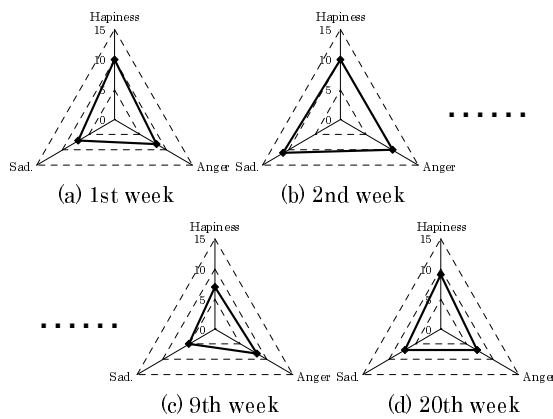 Hapiness
15
10
5
0
Sad. Anger
(a) 1st week
Hapiness
15
10
5
0
Sad. Anger
(b) 2nd week
......
......
Hapiness
15
10
5
0
Sad. Anger
(c) 9th week
Hapiness
15
10
5
0
Sad. Anger
(d) 20th week